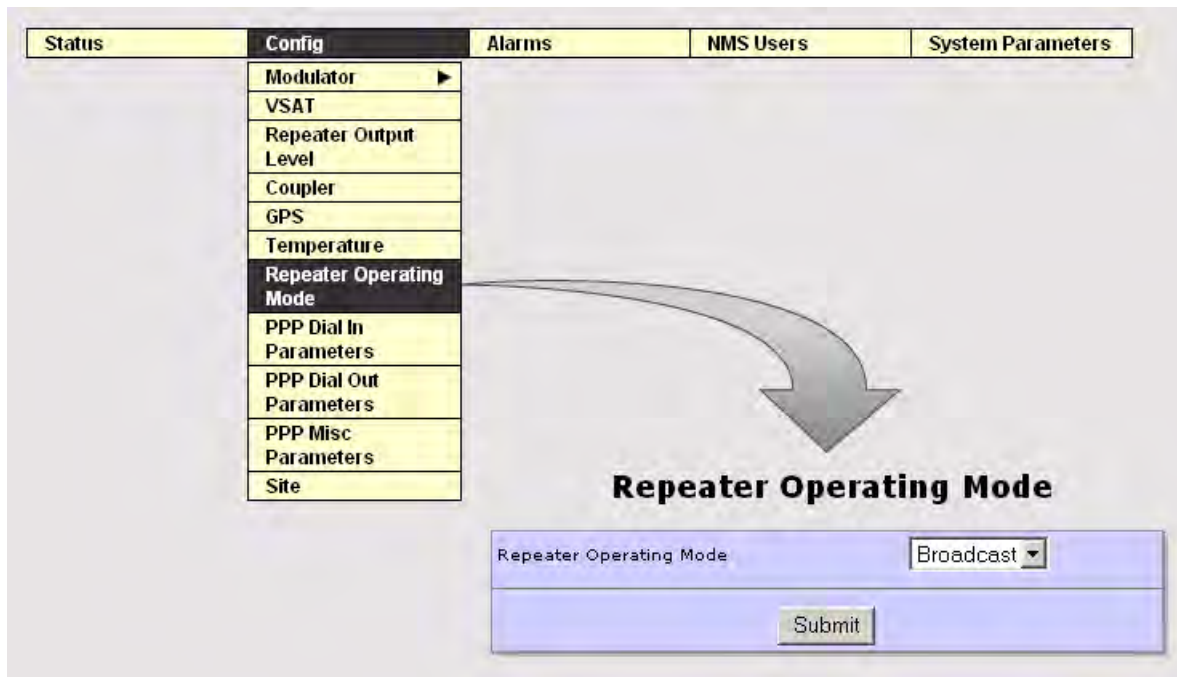 Status Config Alarms NMS Users System Parameters
Modulator
VSAT
Repeater Output
Level
Coupler
GPS
Temperature
Repeater Operating
Mode
PPP Dial In
Parameters
PPP Dial Out
Parameters
PPP Misc
Parameters
Site
Repeater Operating Mode
Repeater Operating Mode Broadcast
Submit